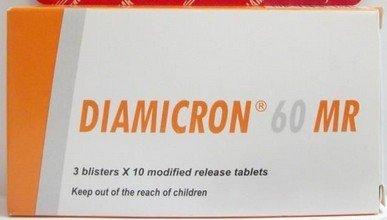 DIAMICRON® 60 MR
3 blisters X 10 modified release tablets
Keep out of the reach of children